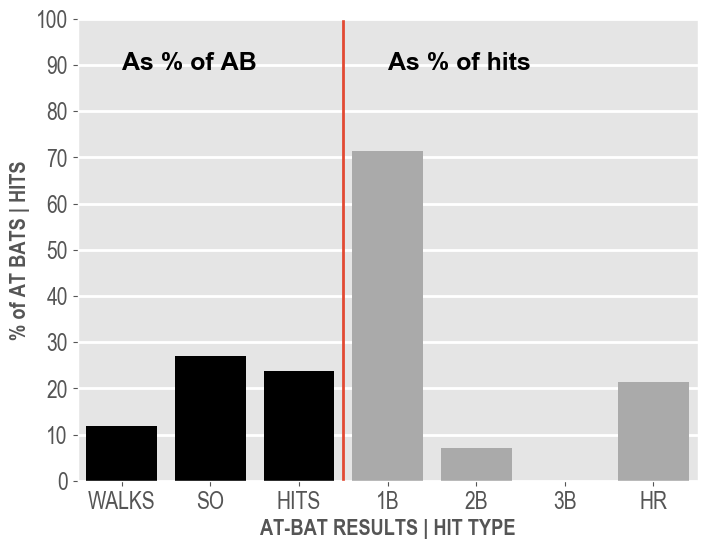 100
As % of AB As % of hits
90
80
70
60
50
40
30
20
10
0
% of AT BATS | HITS
WALKS SO HITS 1B 2B 3B HR
AT-BAT RESULTS | HIT TYPE